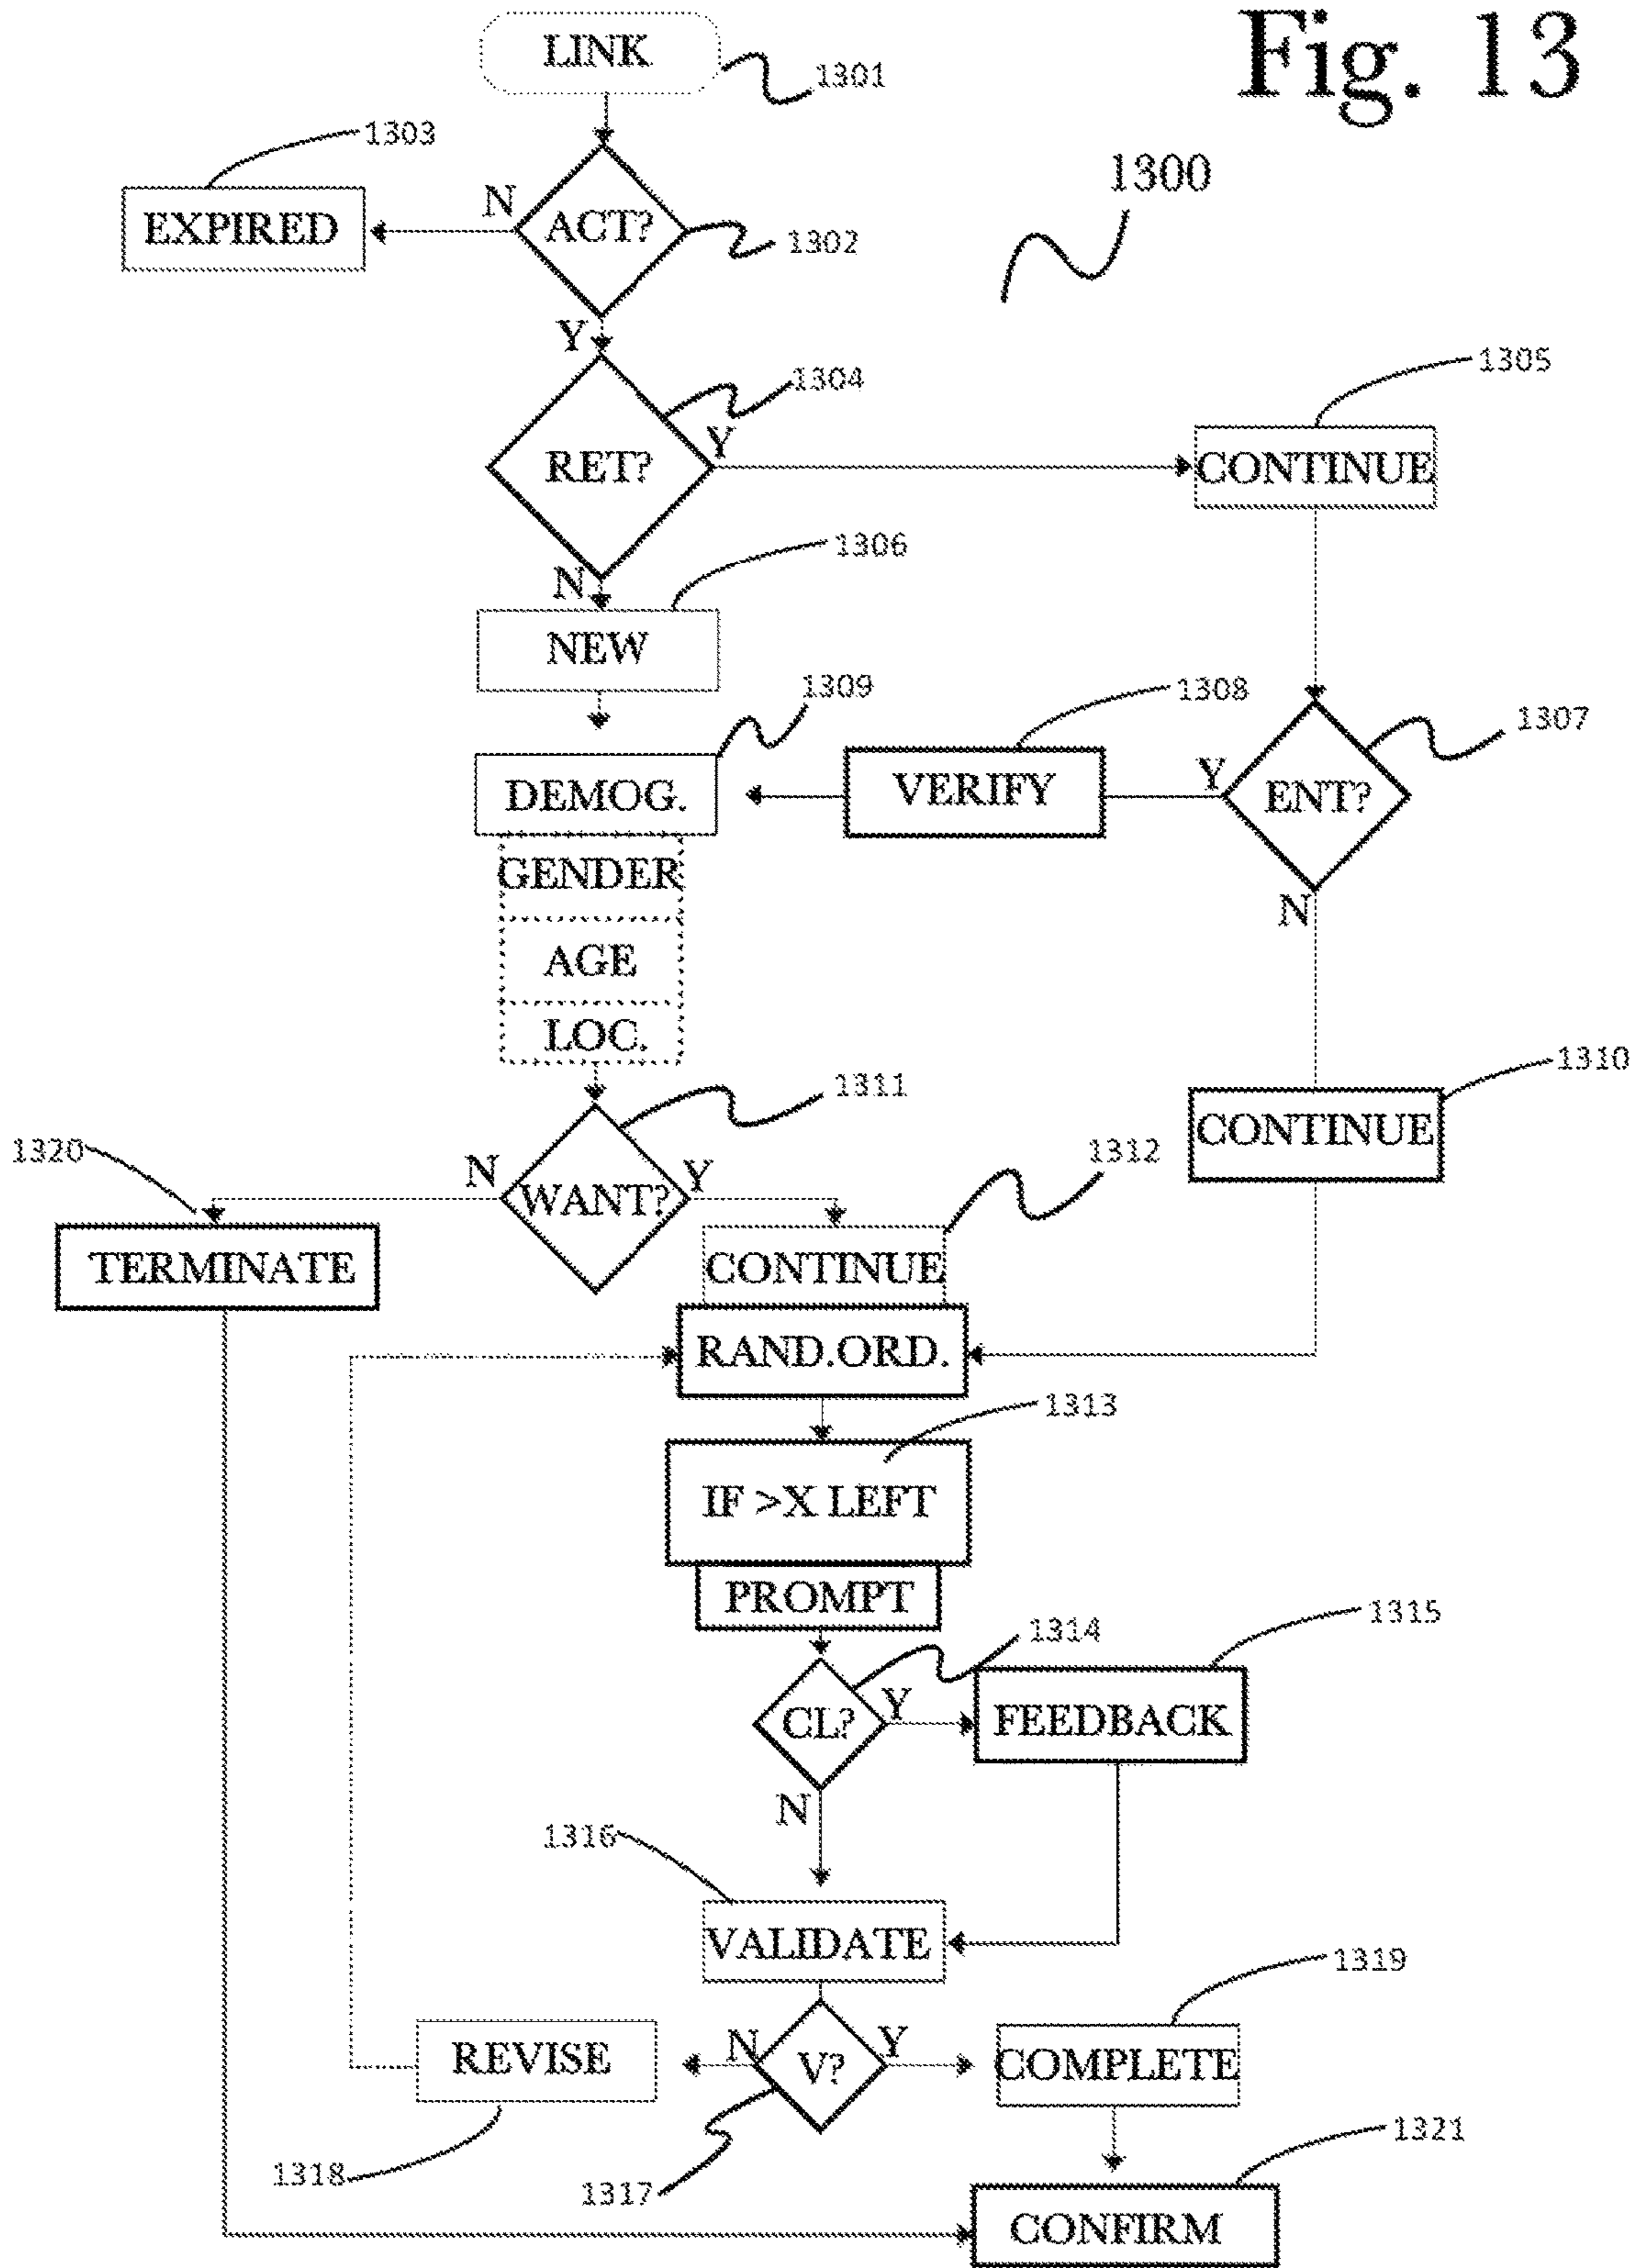 Fig. 13
LINK
1301
1303
1300
N
EXPIRED
ACT?
1302
Y
1305
1304
Y
RET?
CONTINUE
1306
N
NEW
1309
1308
1307
DEMOG.
VERIFY
Y
ENT?
GENDER
N
AGE
LOC.
1310
1311
CONTINUE
1320
1312
N
WANT?
Y
TERMINATE
CONTINUE
RAND.ORD.
1313
IF >X LEFT
PROMPT
1315
1314
CL?
Y
FEEDBACK
N
1316
VALIDATE
1319
REVISE
N
V?
Y
COMPLETE
1321
1318
1317
CONFIRM